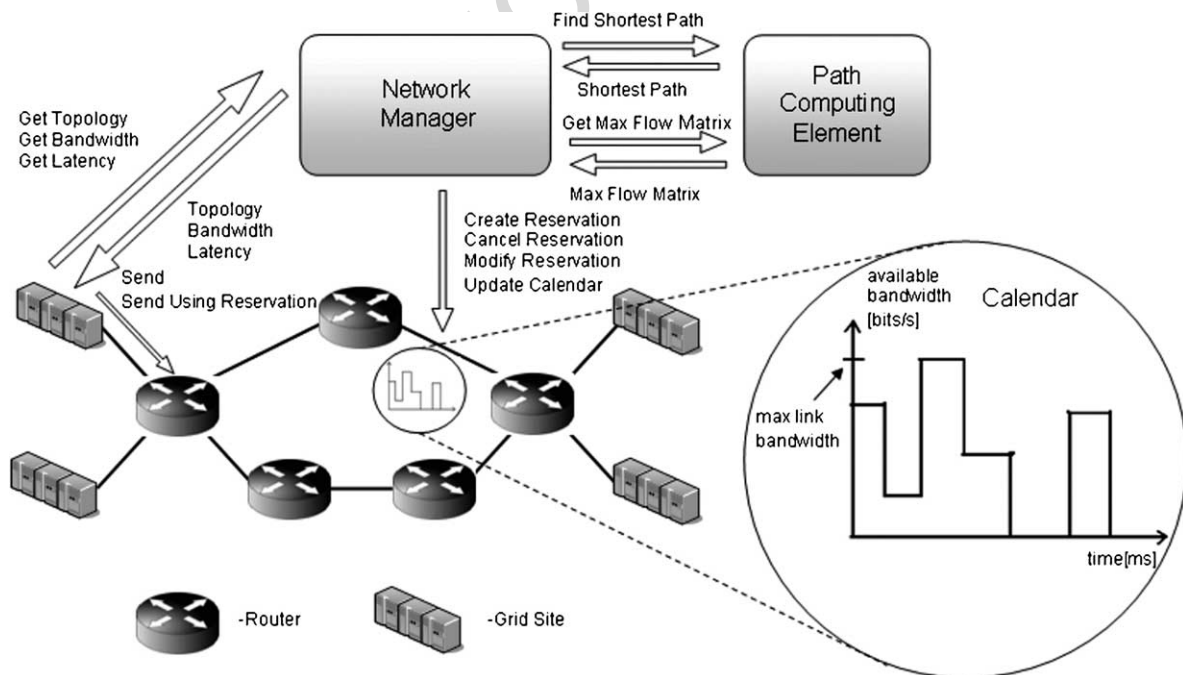 Find Shortest Path
Network
Manager
Shortest Path
Path
Computing
Element
Get Max Flow Matrix
Max Flow Matrix
Get Topology
Get Bandwidth
Get Latency
Topology
Bandwidth
Latency
Create Reservation
Cancel Reservation
Modify Reservation
Update Calendar
Send
Send Using Reservation
available
bandwidth
[bits/s]
Calendar
max link
bandwidth
time[ms]
-Router
-Grid Site